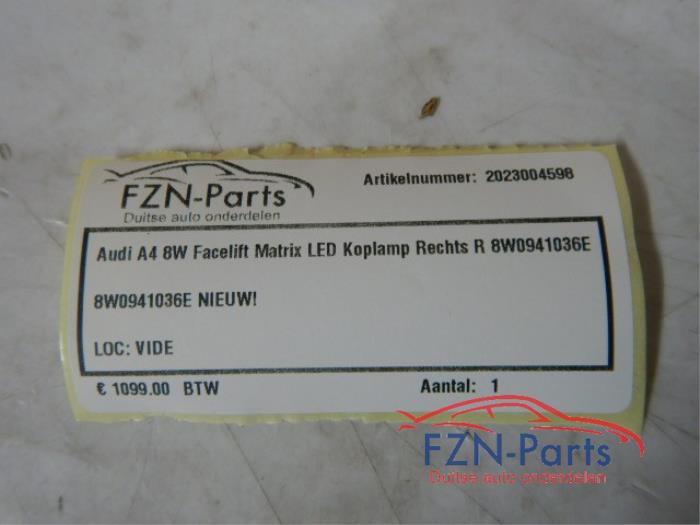 FZN-Parts
Duitse auto onderdelen
Artikelnummer: 2023004598
Audi A4 8W Facelift Matrix LED Koplamp Rechts R 8W0941036E
8W0941036E NIEUW!
LOC: VIDE
€ 1099.00 BTW
Aantal: 1
FZN-Parts
Duitse auto onderdelen